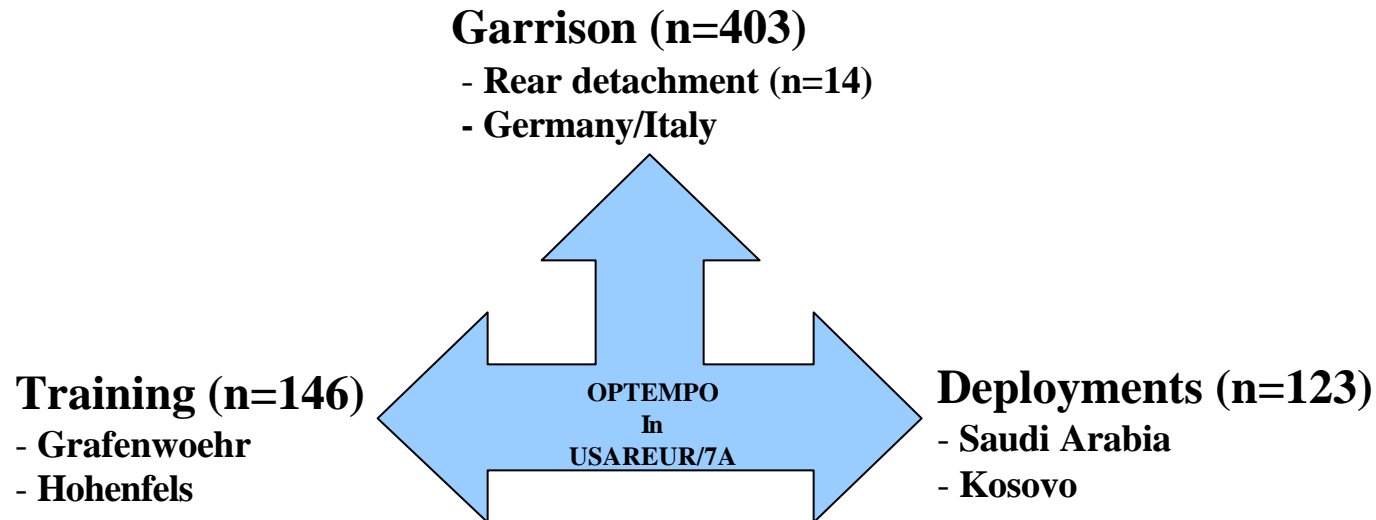 Garrison (n=403)
- Rear detachment (n=14)
- Germany/Italy
Training (n=146)
- Grafenwoehr
- Hohenfels
OPTEMPO
In
USAREUR/7A
Deployments (n=123)
- Saudi Arabia
- Kosovo